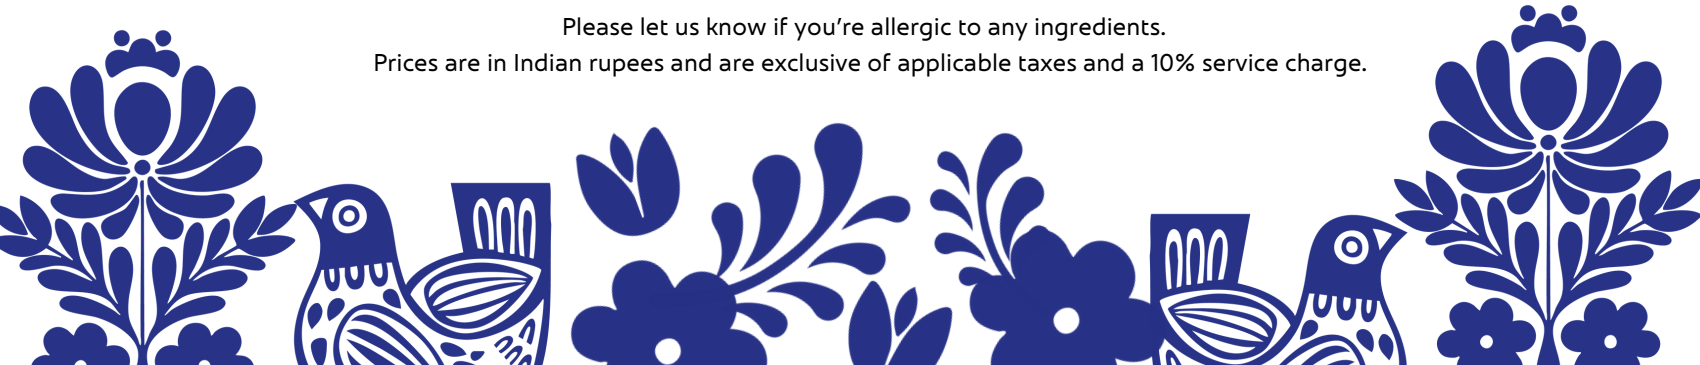 Please let us know if you’re allergic to any ingredients.
Prices are in Indian rupees and are exclusive of applicable taxes and a 10% service charge.